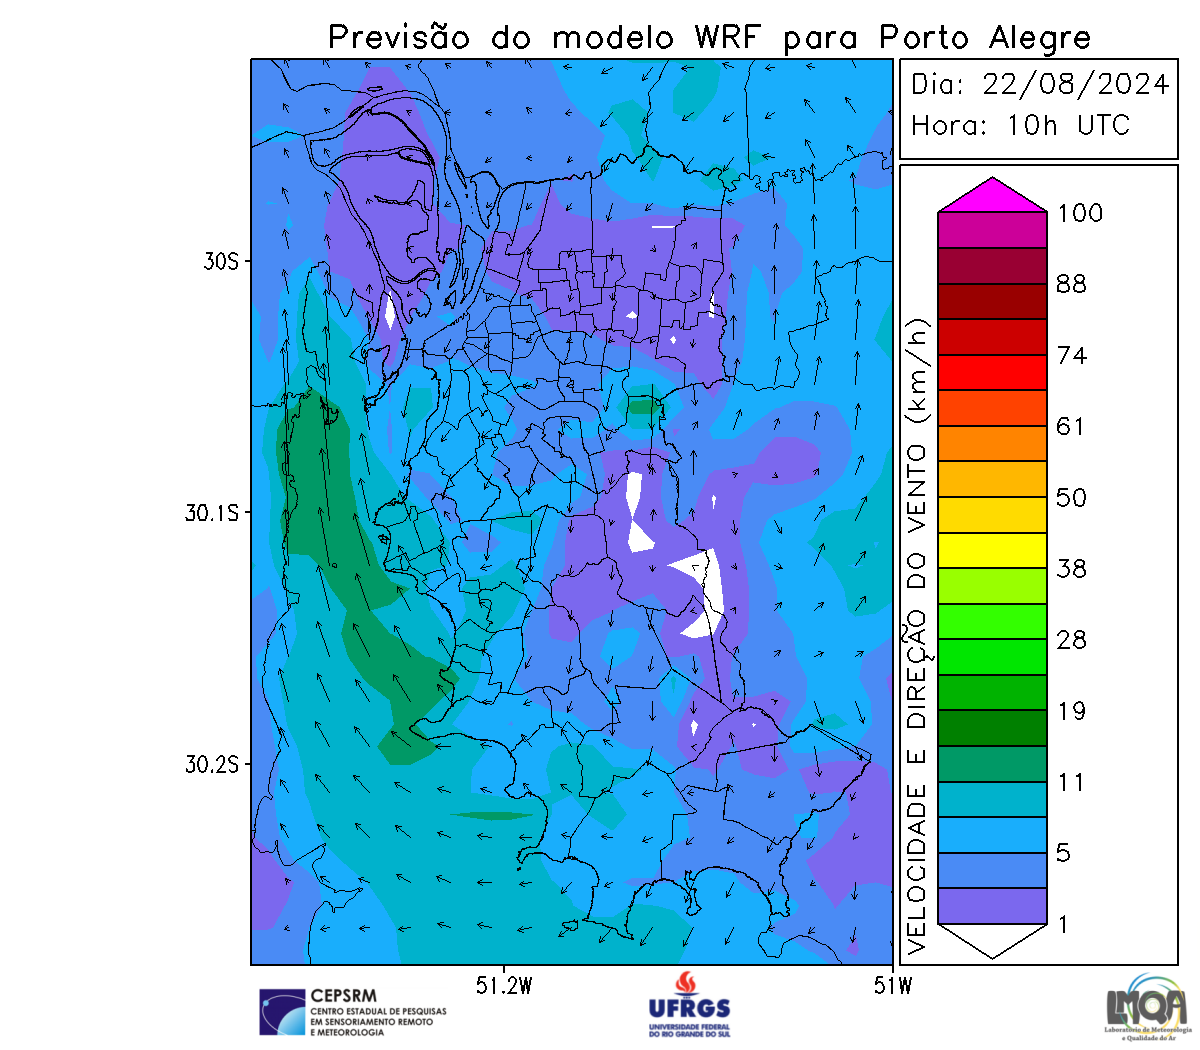 Previsão do modelo WRF para Porto Alegre
Dia: 22/08/2024
Hora: 10h UTC
30S
30.1S
30.2S
51.2W
51W
VELOCIDADE E DIREÇÃO DO VENTO (km/h)
100
88
74
61
50
38
28
19
11
5
1
CEPSRM
CENTRO ESTADUAL DE PESQUISAS
EM SENSORIAMENTO REMOTO
E METEOROLOGIA
UFRGS
UNIVERSIDADE FEDERAL
DO RIO GRANDE DO SUL
LMQA
Laboratório de Meteorologia
e Qualidade do Ar